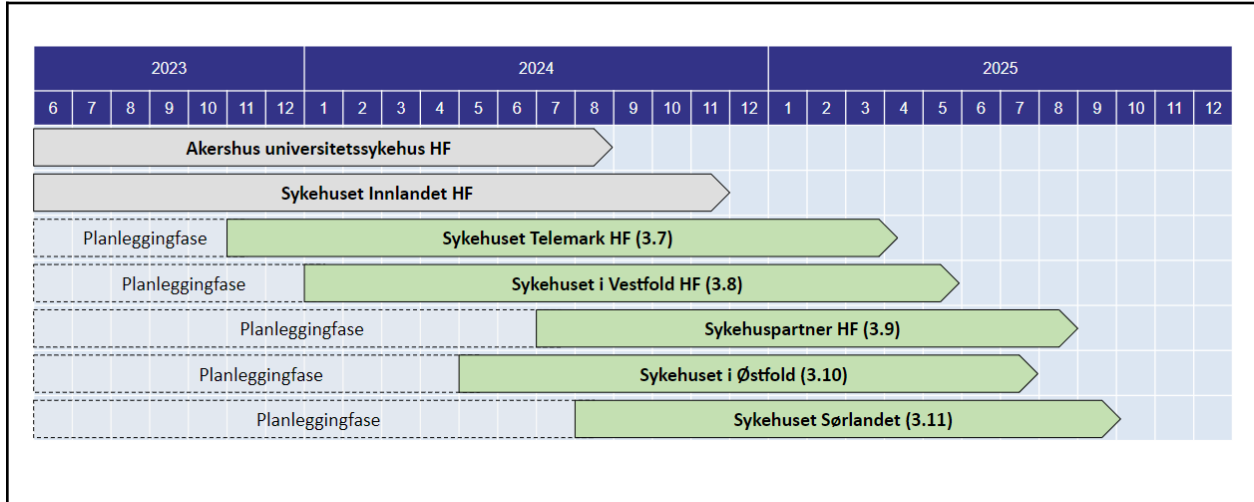 2023 2024 2025
6 7 8 9 10 11 12 1 2 3 4 5 6 7 8 9 10 11 12 1 2 3 4 5 6 7 8 9 10 11 12
Akershus universitetssykehus HF
Sykehuset Innlandet HF
Planleggingfase Sykehuset Telemark HF (3.7)
Planleggingfase Sykehuset i Vestfold HF (3.8)
Planleggingfase Sykehuspartner HF (3.9)
Planleggingfase Sykehuset i Østfold (3.10)
Planleggingfase Sykehuset Sørlandet (3.11)